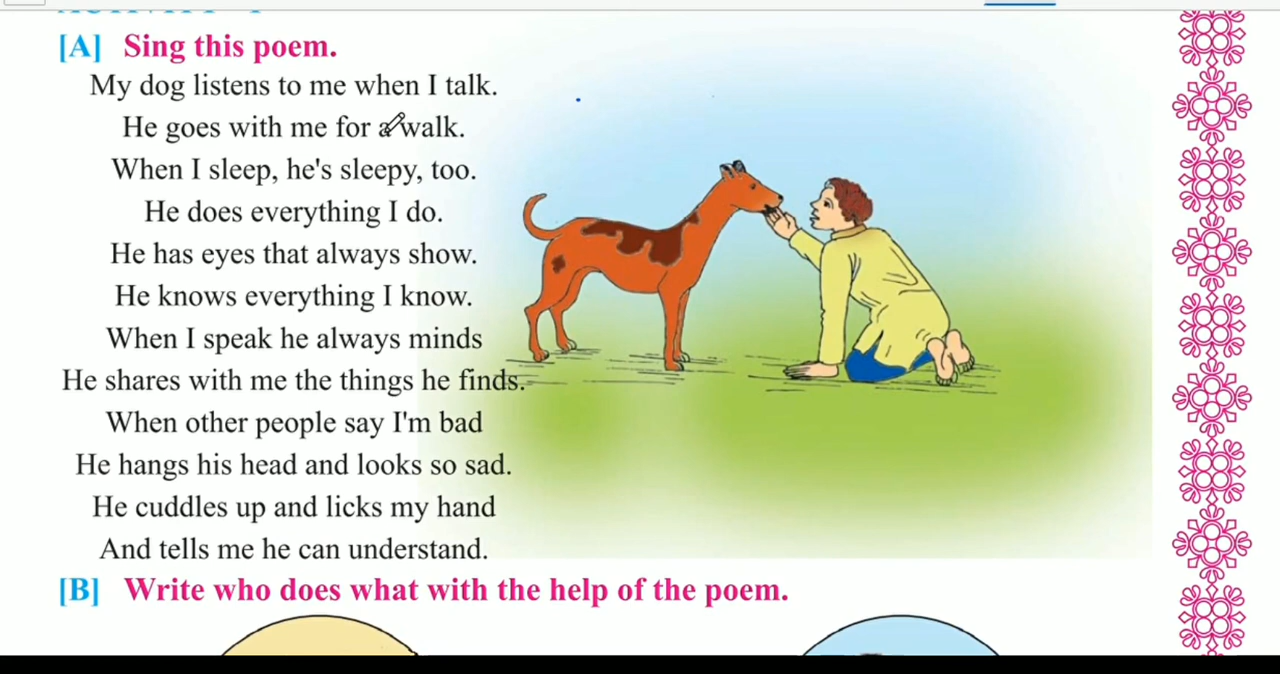 [A] Sing this poem.
My dog listens to me when I talk.
He goes with me for a walk.
When I sleep, he's sleepy, too.
He does everything I do.
He has eyes that always show.
He knows everything I know.
When I speak he always minds
He shares with me the things he finds.
When other people say I'm bad
He hangs his head and looks so sad.
He cuddles up and licks my hand
And tells me he can understand.
[B] Write who does what with the help of the poem.